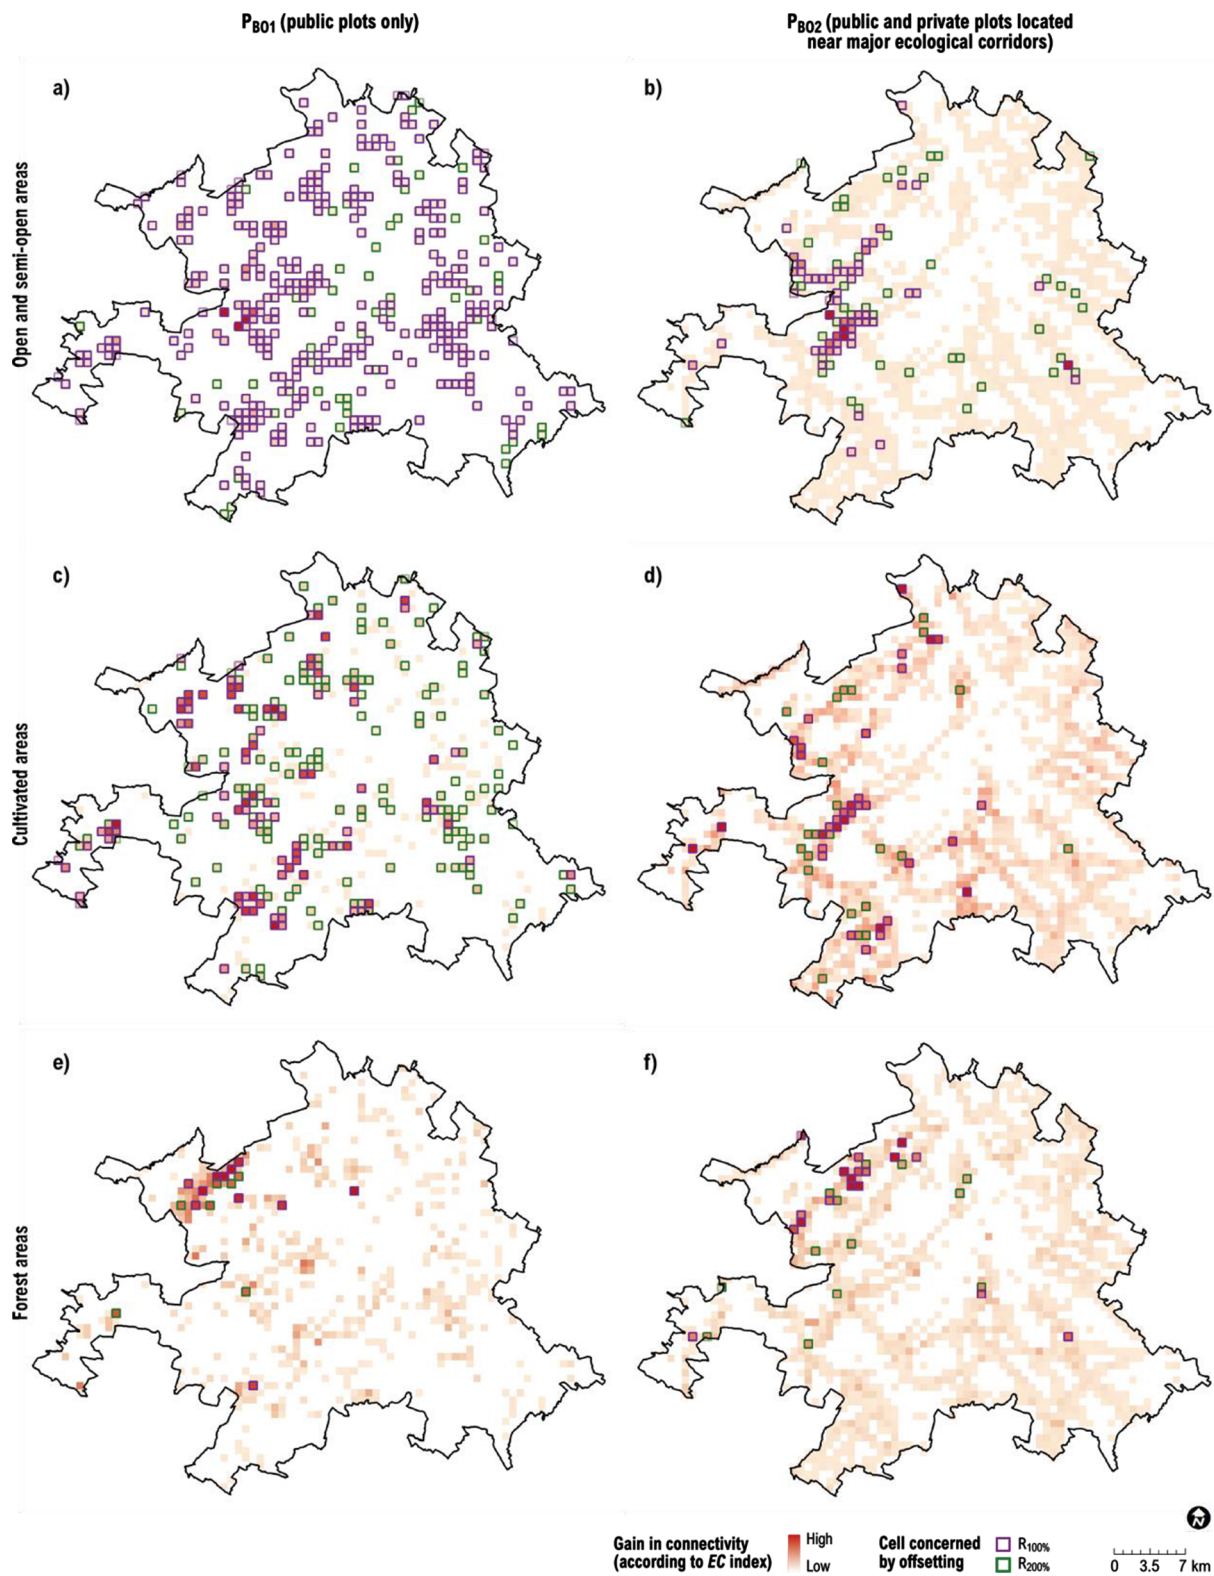 P_BO1 (public plots only)
P_BO2 (public and private plots located
near major ecological corridors)
a)
b)
Open and semi-open areas
c)
d)
Cultivated areas
e)
f)
Forest areas
N
Gain in connectivity
(according to EC index)
High
Low
Cell concerned
by offsetting
R100%
R200%
0 3.5 7 km